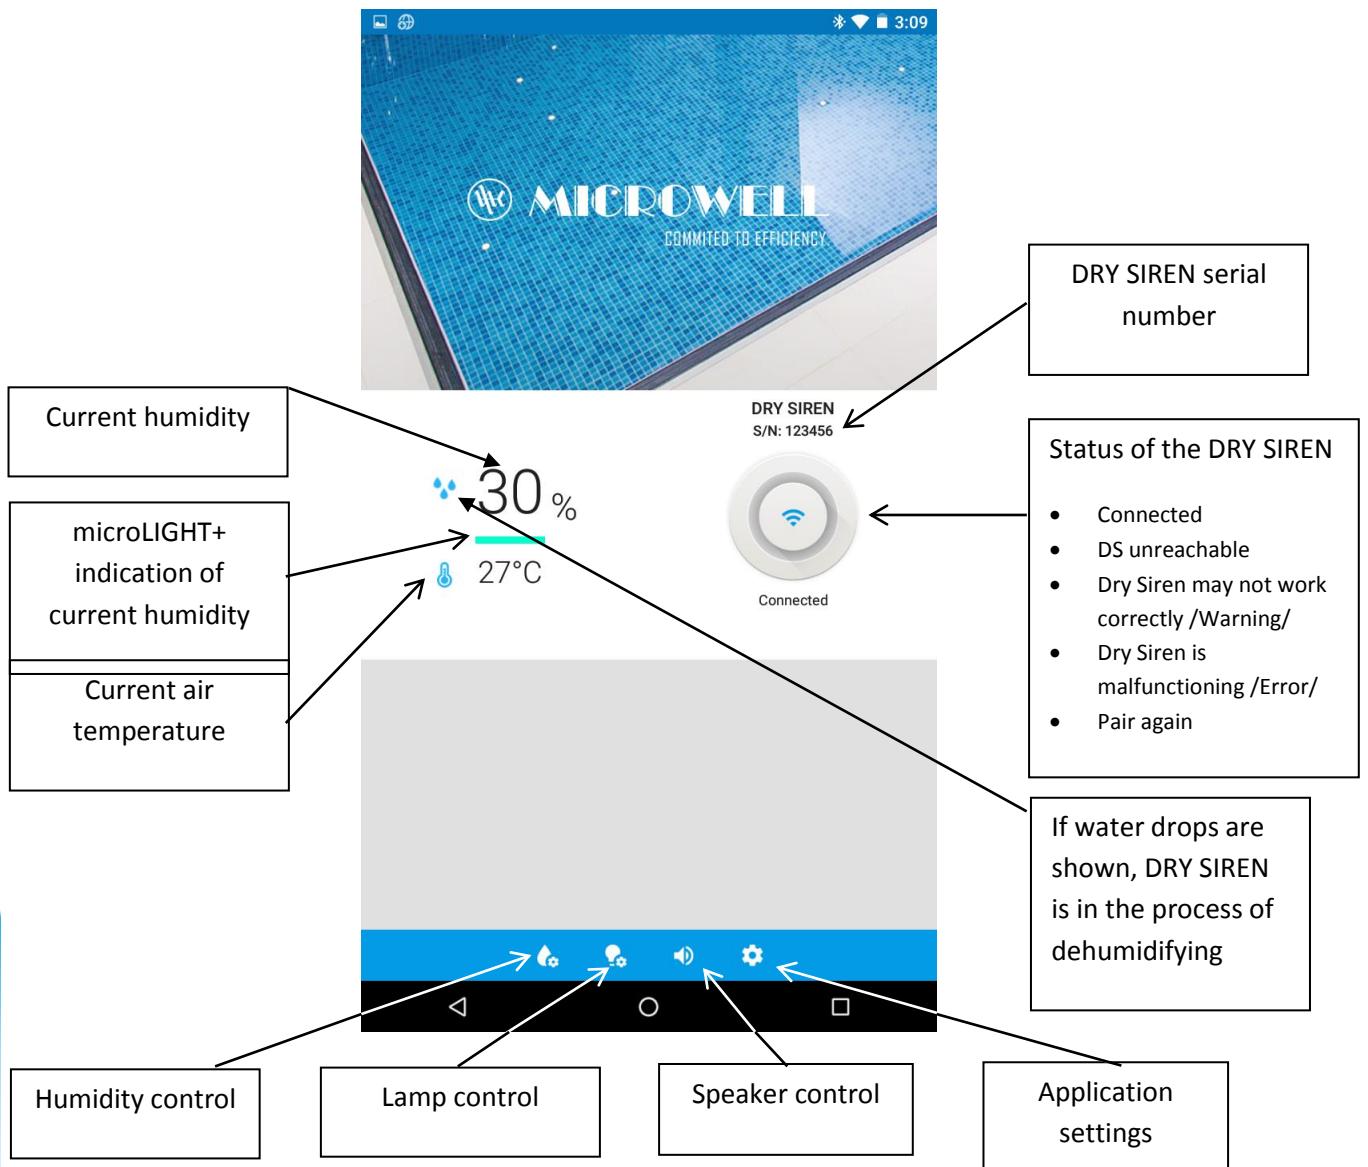 3:09
MICROWELL
COMMITED TO EFFICIENCY.
DRY SIREN serial
number
Current humidity
DRY SIREN
S/N: 123456
Status of the DRY SIREN
• Connected
• DS unreachable
• Dry Siren may not work
correctly /Warning/
• Dry Siren is
malfunctioning /Error/
• Pair again
30 %
microLIGHT+
indication of
current humidity
27°C
Connected
Current air
temperature
If water drops are
shown, DRY SIREN
is in the process of
dehumidifying
Humidity control
Lamp control
Speaker control
Application
settings